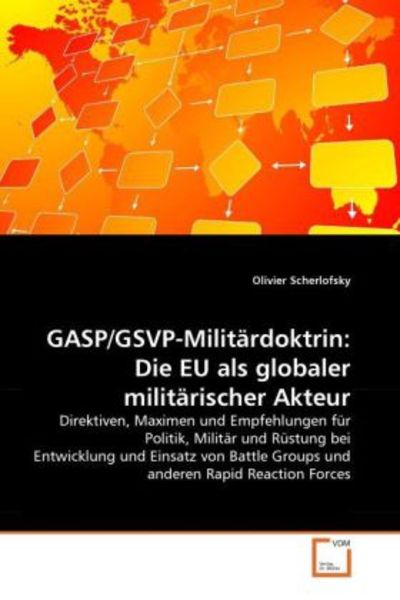 Olivier Scherlofsky
GASP/GSVP-Militärdoktrin:
Die EU als globaler
militärischer Akteur
Direktiven, Maximen und Empfehlungen für
Politik, Militär und Rüstung bei
Entwicklung und Einsatz von Battle Groups und
anderen Rapid Reaction Forces
VDM